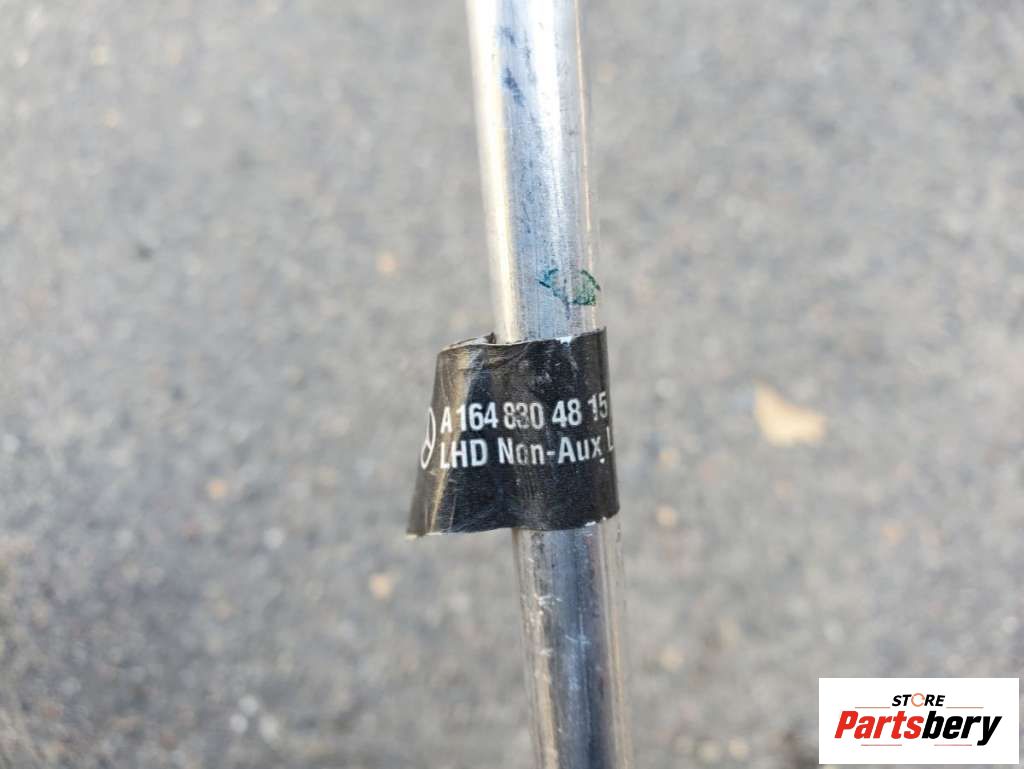 A 164 830 48 15
LHD Non-Aux
STORE
Partsbery